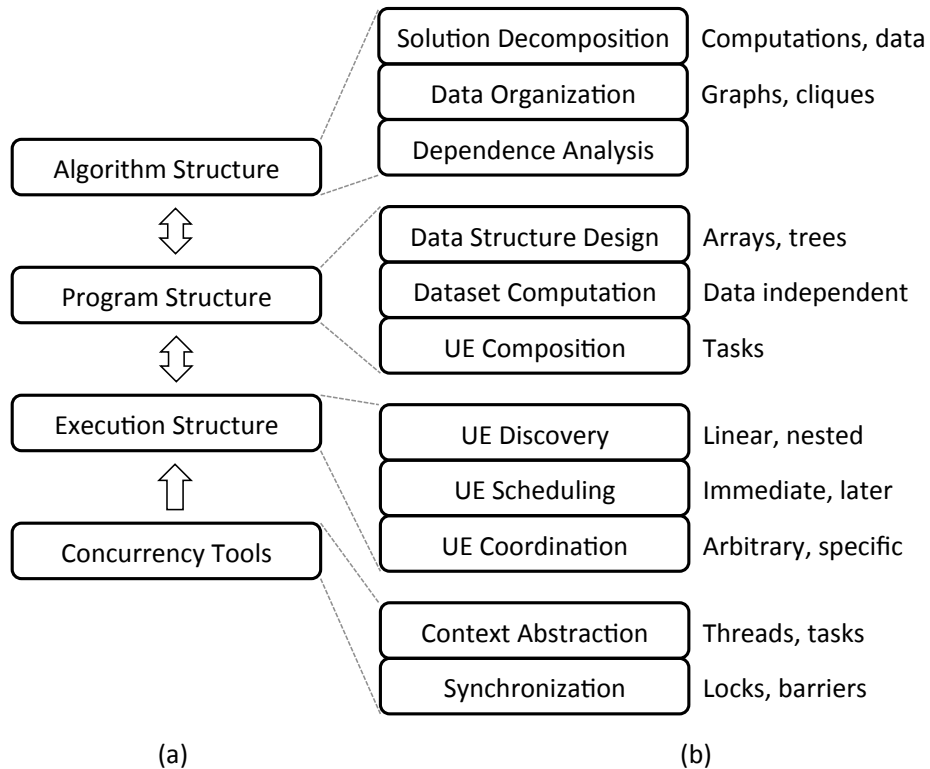 Solution Decomposition Computations, data
Data Organization Graphs, cliques
Dependence Analysis
Algorithm Structure
Data Structure Design Arrays, trees
Program Structure
Dataset Computation Data independent
UE Composition Tasks
Execution Structure
UE Discovery Linear, nested
UE Scheduling Immediate, later
UE Coordination Arbitrary, specific
Concurrency Tools
Context Abstraction Threads, tasks
Synchronization Locks, barriers
(a) (b)